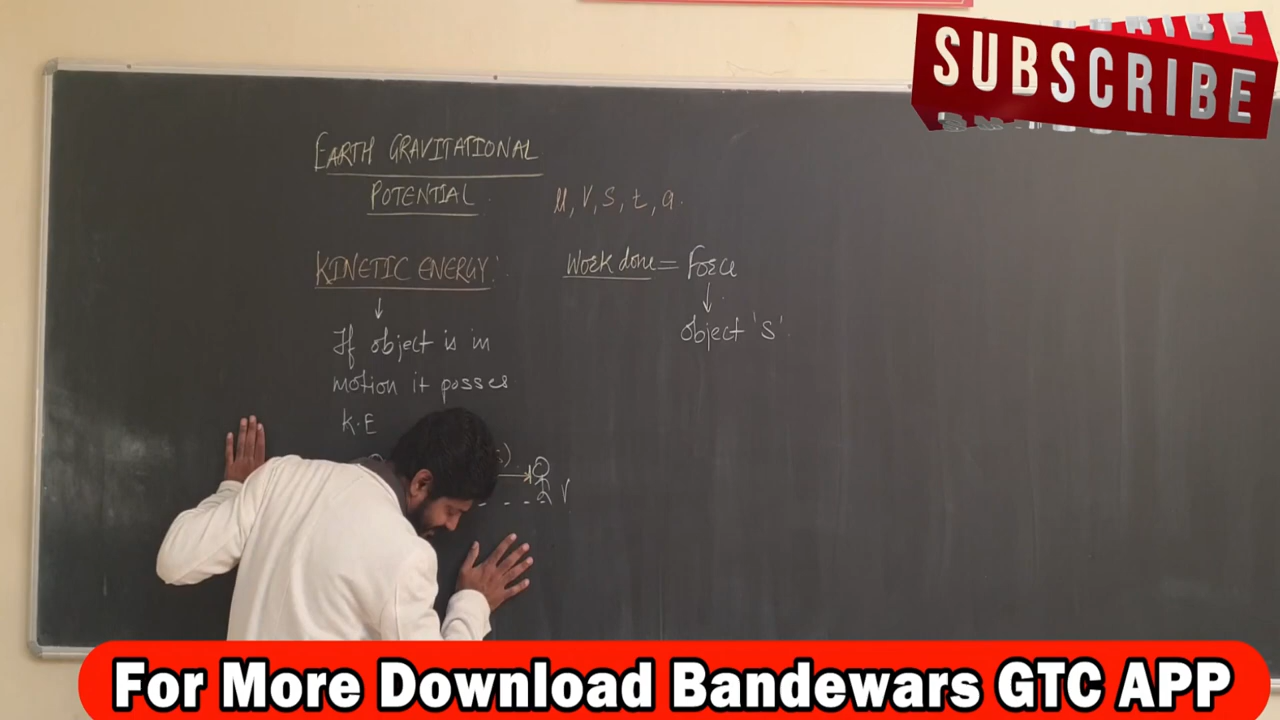 SUBSCRIBE
EARTH GRAVITATIONAL
POTENTIAL
u, V, S, t, a.
KINETIC ENERGY:
Work done = Force
If object is in
object 'S'.
motion it posses
K.E
s)
V
For More Download Bandewars GTC APP